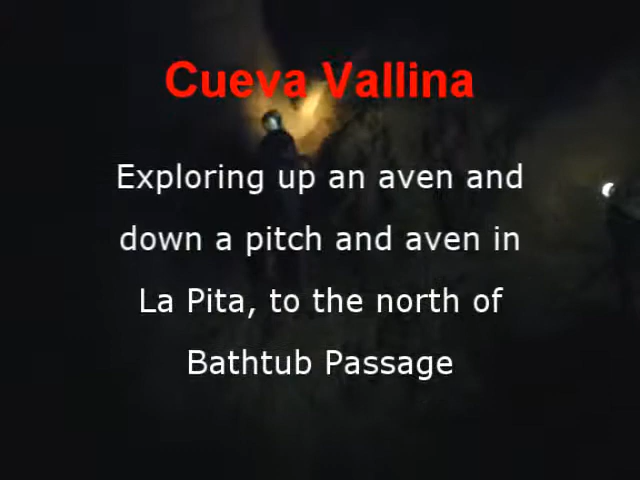 Cueva Vallina
Exploring up an aven and
down a pitch and aven in
La Pita, to the north of
Bathtub Passage